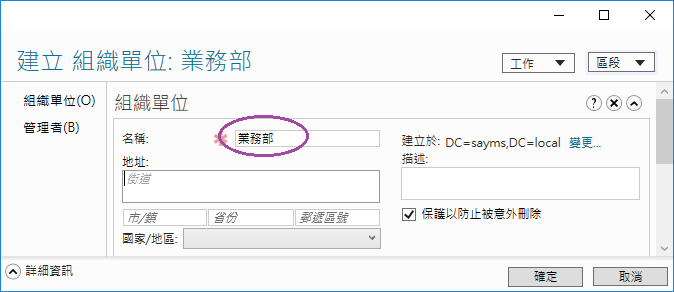 建立 組織單位: 業務部
工作 區段
組織單位(O)
管理者(B)
組織單位
名稱: 業務部
地址:
街道
市/鎮 省份 郵遞區號
國家/地區:
建立於: DC=sayms,DC=local 變更...
描述:
保護以防止被意外刪除
詳細資訊
確定 取消